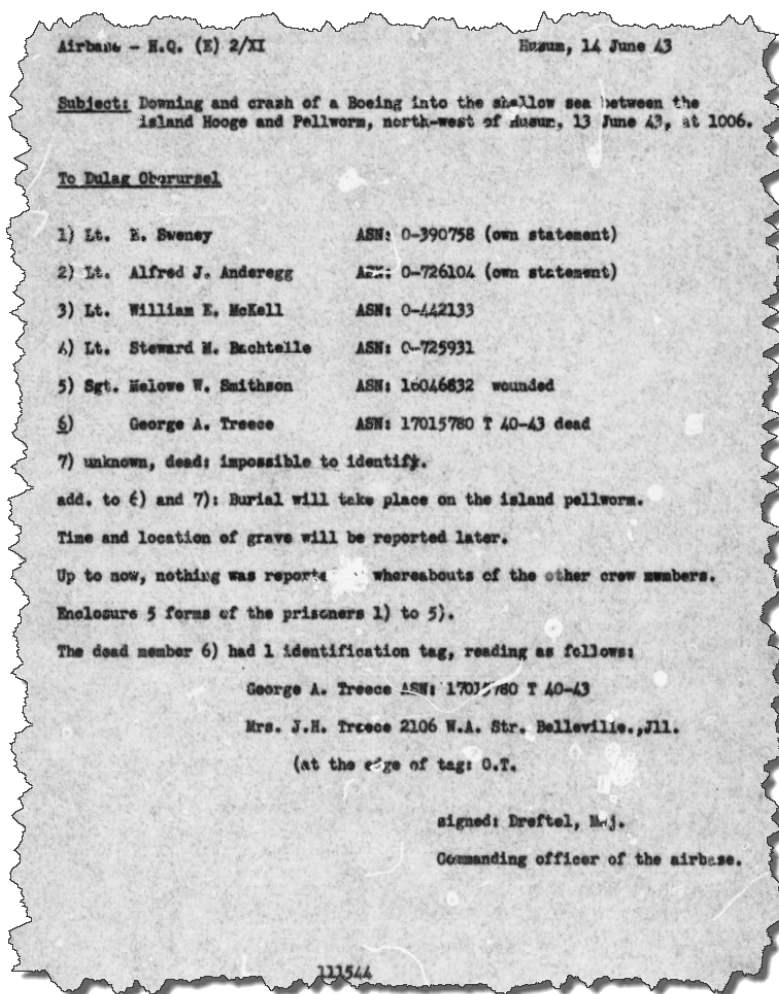 Airbase - H.Q. (E) 2/XI Husum, 14 June 43
Subject: Downing and crash of a Boeing into the shallow sea between the
island Hooge and Pellworm, north-west of Husum, 13 June 43, at 1006.
To Dulag Oberursel
1) Lt. E. Sweney ASN: 0-390758 (own statement)
2) Lt. Alfred J. Anderegg ASN: 0-726104 (own statement)
3) Lt. William E. McKell ASN: 0-442133
4) Lt. Steward M. Bachtelle ASN: 0-725931
5) Sgt. Melowe W. Smithson ASN: 16046832 wounded
6) George A. Treece ASN: 17015780 T 40-43 dead
7) unknown, dead: impossible to identify.
add. to 6) and 7): Burial will take place on the island pellworm.
Time and location of grave will be reported later.
Up to now, nothing was whereabouts of the other crew members.
Enclosure 5 forms of the prisoners 1) to 5).
The dead member 6) had 1 identification tag, reading as follows:
George A. Treece ASN: 17015780 T 40-43
Mrs. J.H. Treece 2106 W.A. Str. Belleville.,Jll.
(at the edge of tag: O.T.
signed: Dreftel, Maj.
Commanding officer of the airbase.
111544